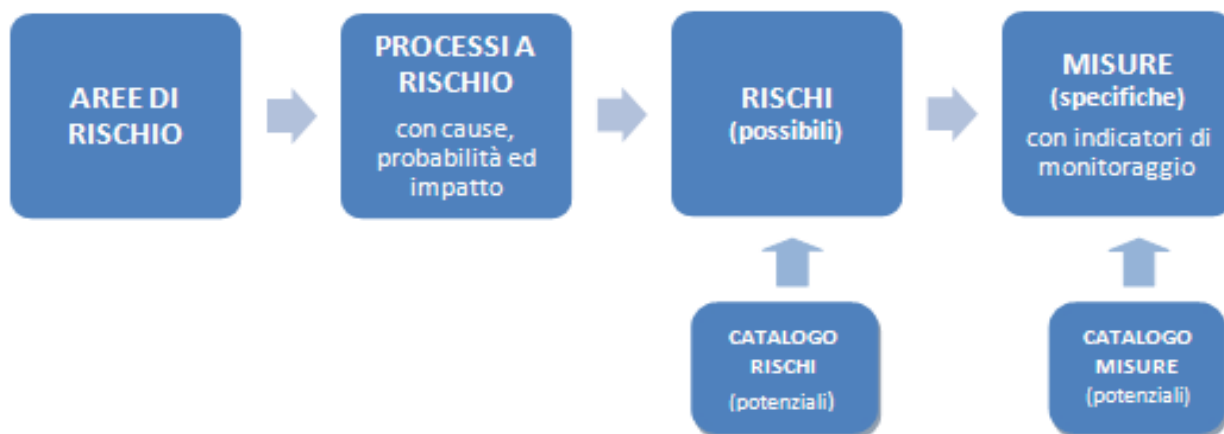 AREE DI
RISCHIO
PROCESSI A
RISCHIO
con cause,
probabilità ed
impatto
RISCHI
(possibili)
MISURE
(specifiche)
con indicatori di
monitoraggio
CATALOGO
RISCHI
(potenziali)
CATALOGO
MISURE
(potenziali)